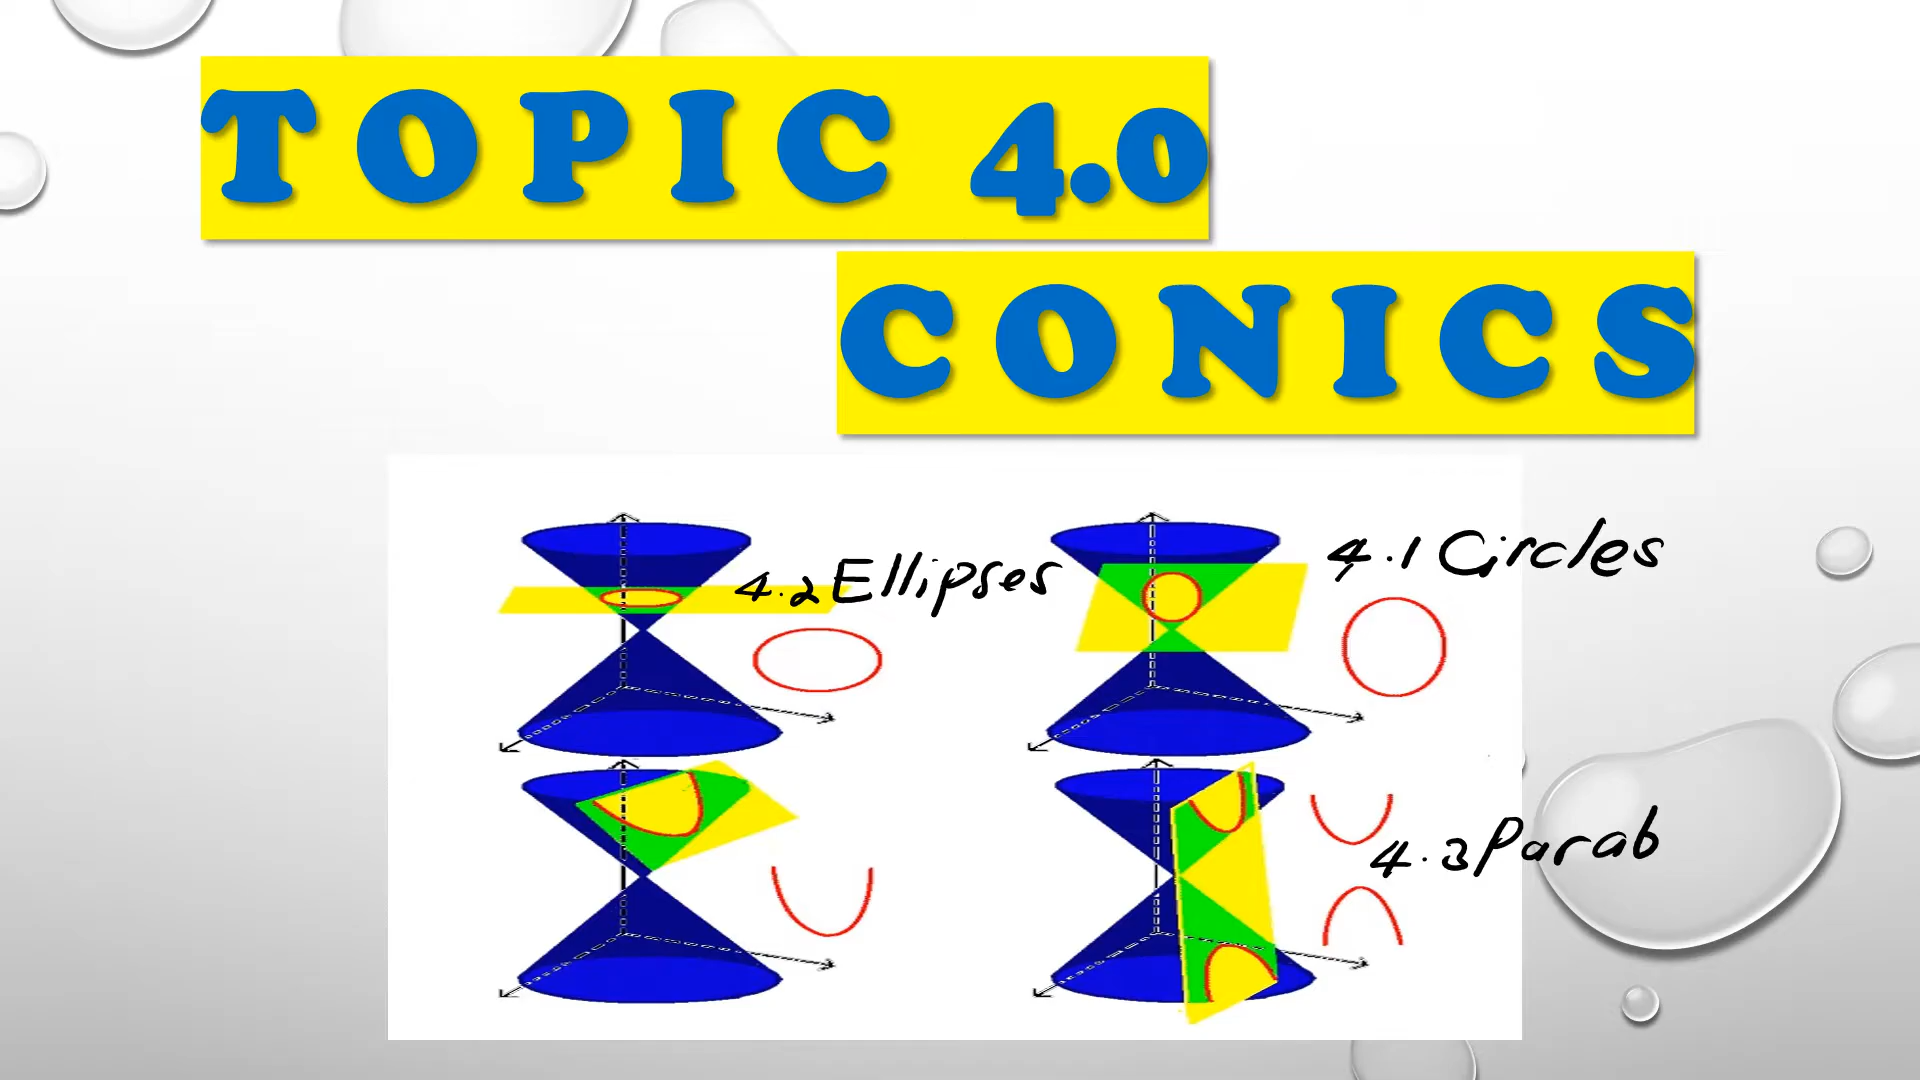 TOPIC 4.0
CONICS
4.1 Circles
4.2 Ellipses
4.3 Parab